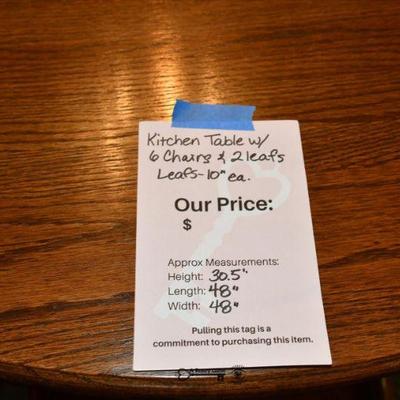 Kitchen Table w/
6 Chairs & 2 leafs
Leafs-10" ea.
Our Price:
$
Approx Measurements:
Height: 30.5"
Length: 48"
Width: 48"
Pulling this tag is a
commitment to purchasing this item.